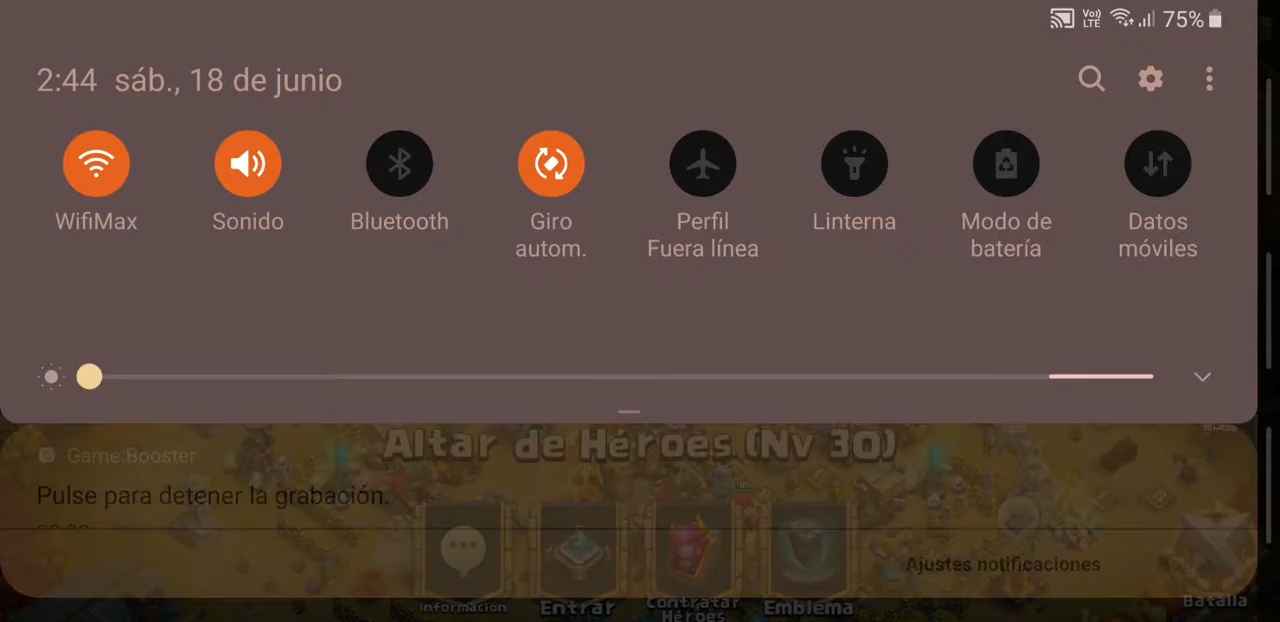 Voo)
LTE
75%
2:44 sáb., 18 de junio
WifiMax
Sonido
Bluetooth
Giro
autom.
Perfil
Fuera línea
Linterna
Modo de
batería
Datos
móviles
Altar de Héroes (Nv 30)
Game Booster
Pulse para detener la grabación.
Ajustes notificaciones
Información
Entrar
Contratar
Héroes
Emblema
Batalla